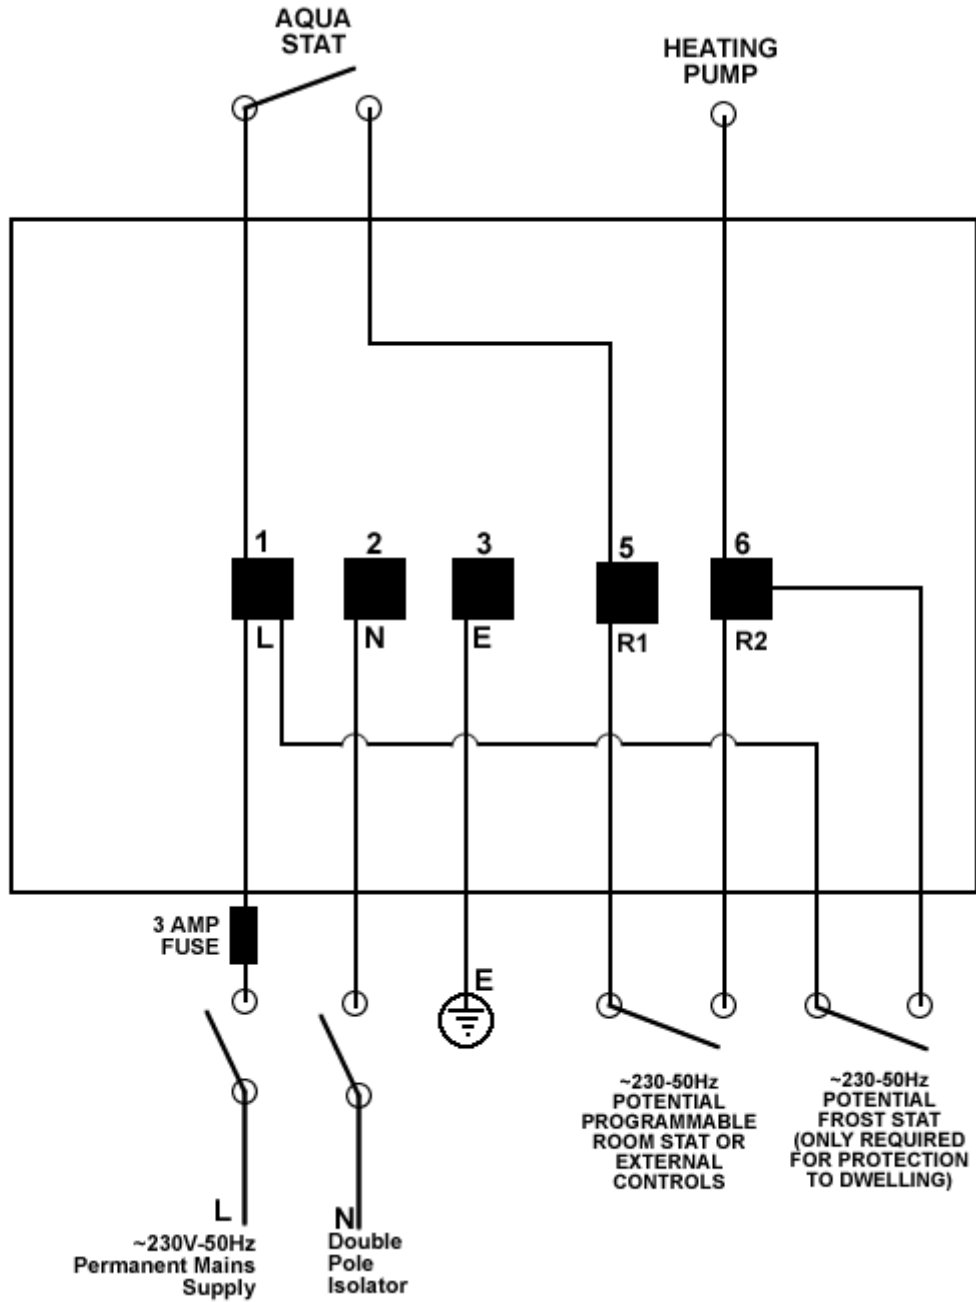 AQUA
STAT
HEATING
PUMP
1
2
3
5
6
L
N
E
R1
R2
3 AMP
FUSE
E
L
~230V-50Hz
Permanent Mains
Supply
N
Double
Pole
Isolator
~230-50Hz
POTENTIAL
PROGRAMMABLE
ROOM STAT OR
EXTERNAL
CONTROLS
~230-50Hz
POTENTIAL
FROST STAT
(ONLY REQUIRED
FOR PROTECTION
TO DWELLING)